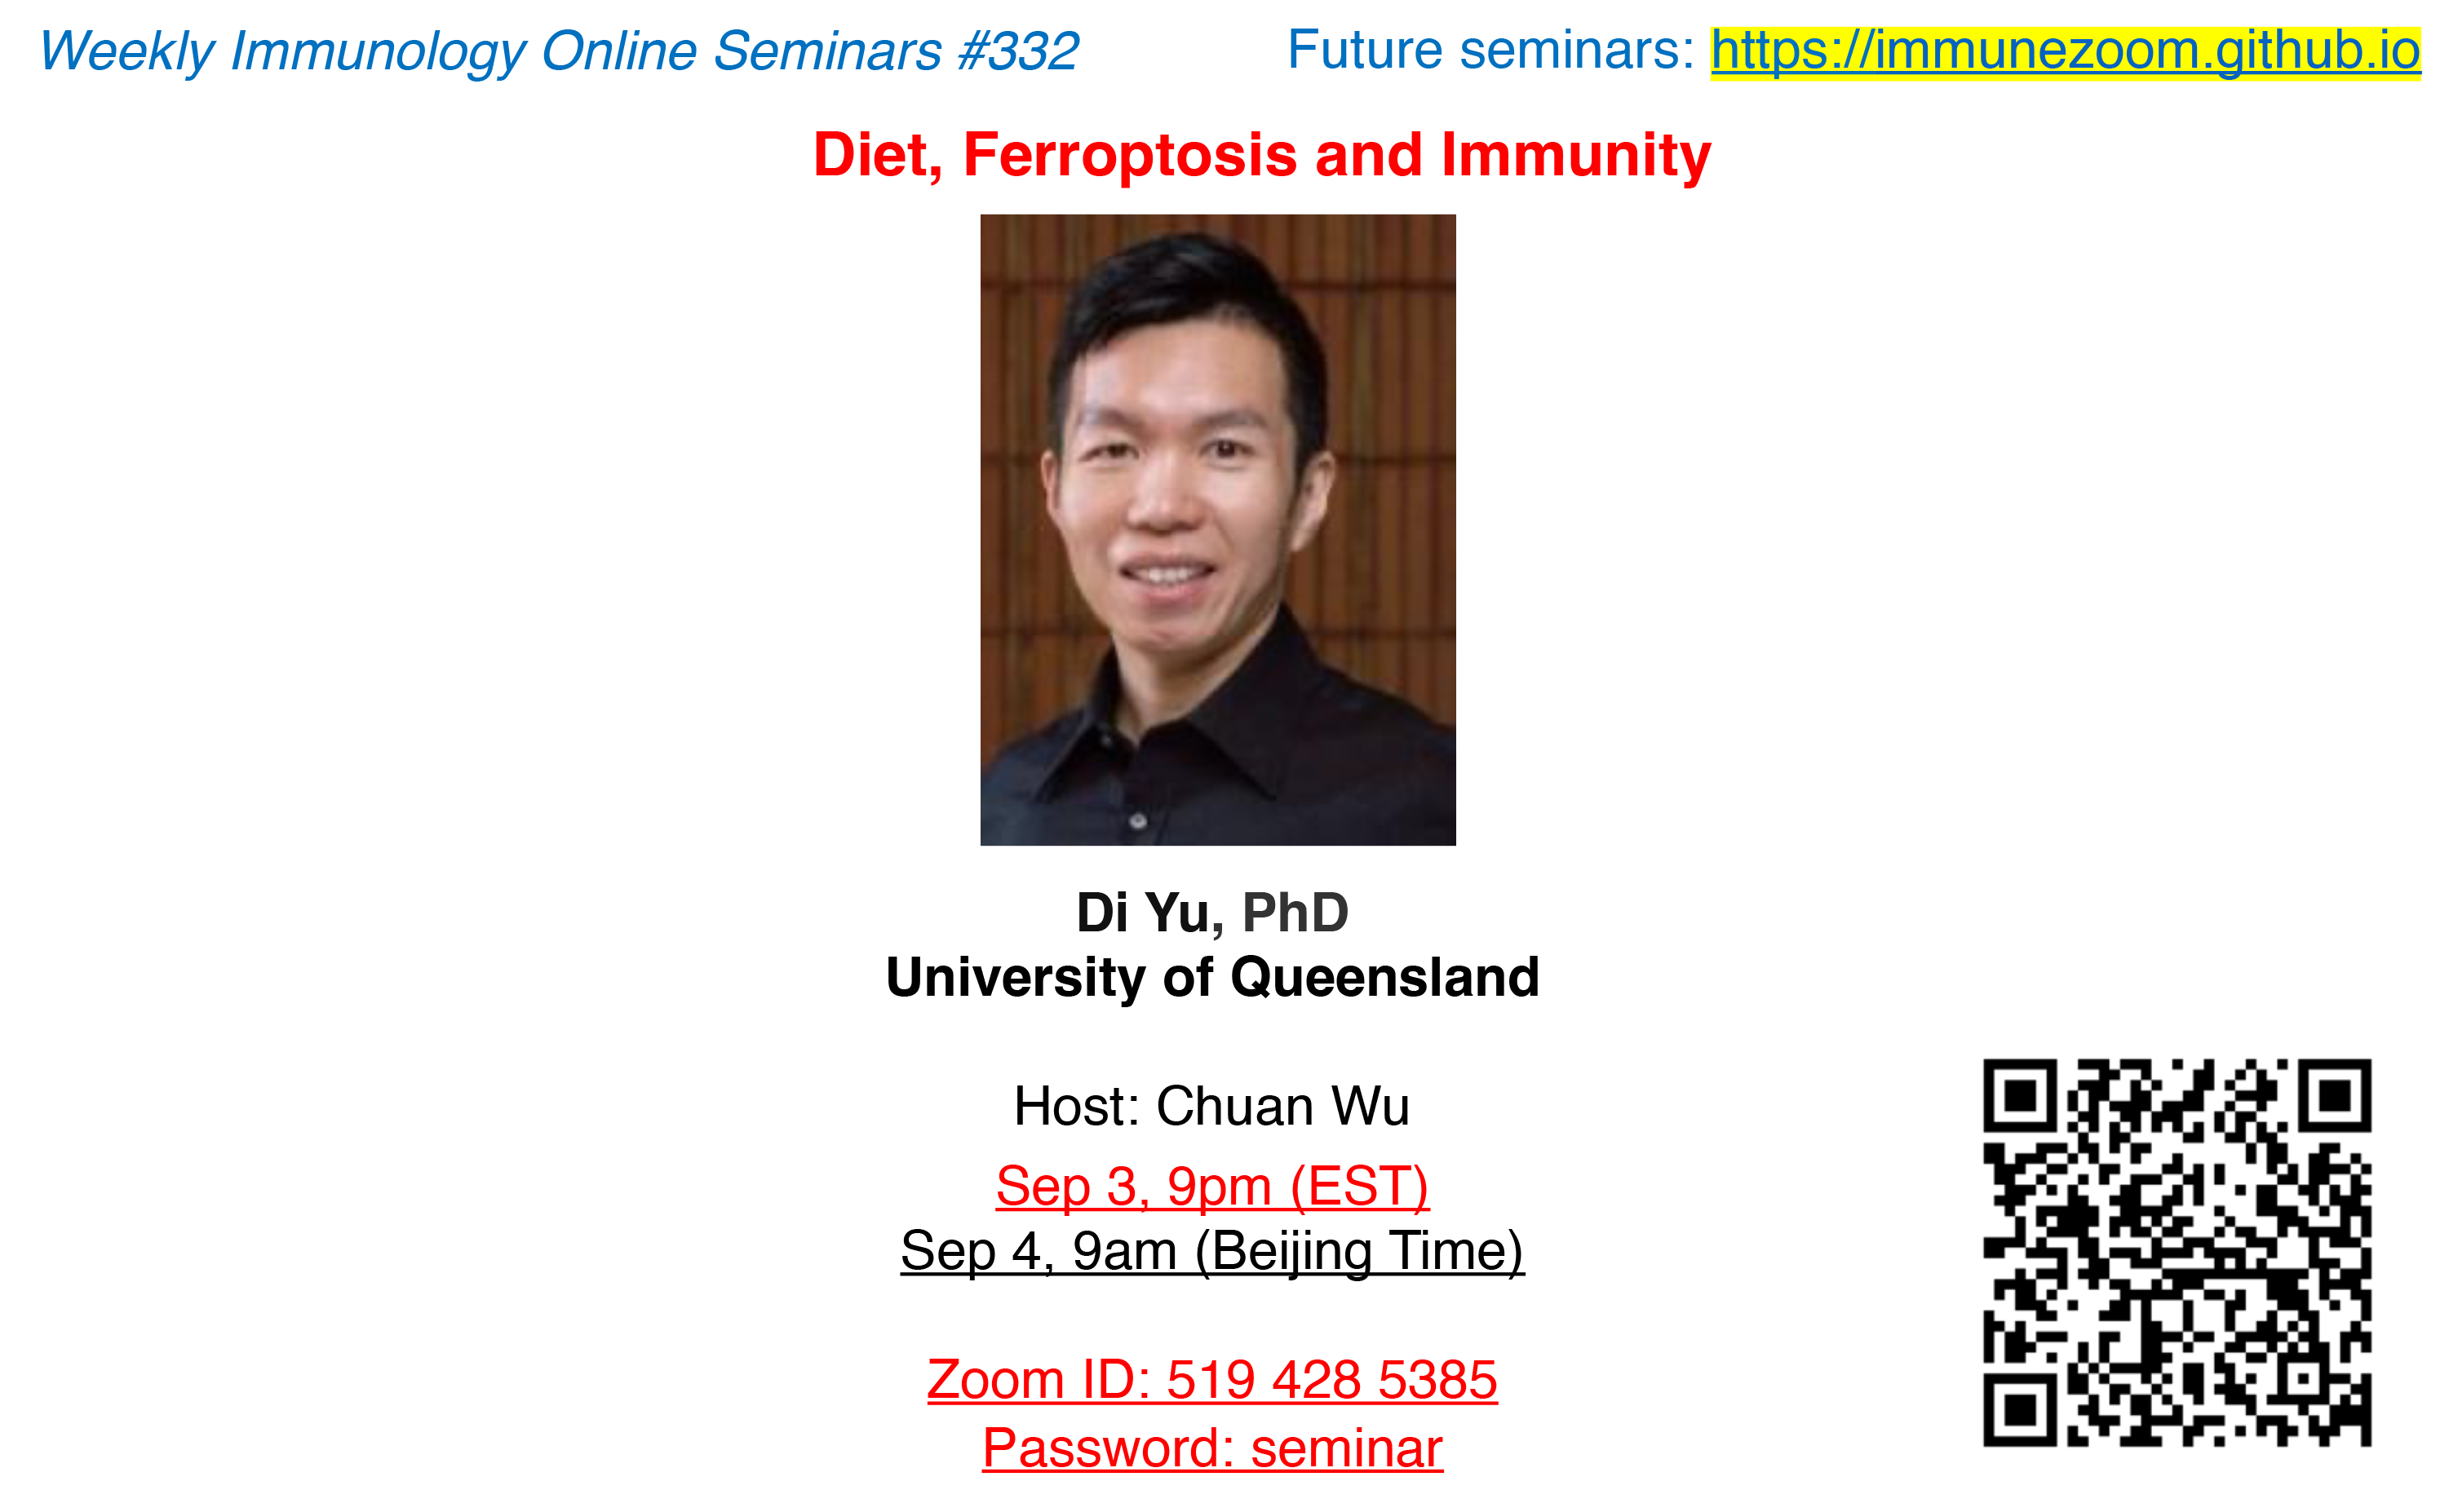 Weekly Immunology Online Seminars #332
Future seminars: https://immunezoom.github.io
Diet, Ferroptosis and Immunity
Di Yu, PhD
University of Queensland
Host: Chuan Wu
Sep 3, 9pm (EST)
Sep 4, 9am (Beijing Time)
Zoom ID: 519 428 5385
Password: seminar